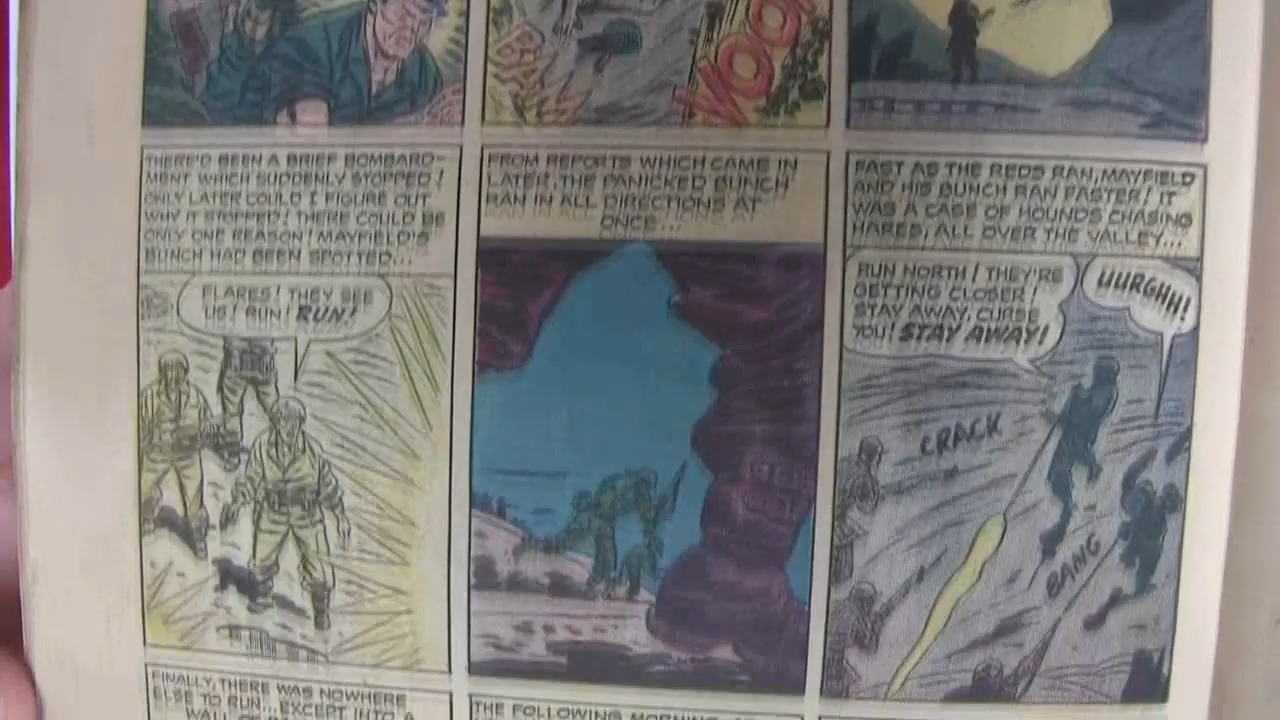 THERE'D BEEN A BRIEF BOMBARD-
MENT WHICH SUDDENLY STOPPED!
ONLY LATER COULD I FIGURE OUT
WHY IT STOPPED! THERE COULD BE
ONLY ONE REASON! MAYFIELD'S
BUNCH HAD BEEN SPOTTED...
FLARES! THEY SEE
US! RUN! RUN!
FROM REPORTS WHICH CAME IN
LATER, THE PANICKED BUNCH
RAN IN ALL DIRECTIONS AT
ONCE...
FAST AS THE REDS RAN, MAYFIELD
AND HIS BUNCH RAN FASTER! IT
WAS A CASE OF HOUNDS CHASING
HARES, ALL OVER THE VALLEY...
RUN NORTH! THEY'RE
GETTING CLOSER!
STAY AWAY, CURSE
YOU! STAY AWAY!
UURGHH!
CRACK
BANG
FINALLY, THERE WAS NOWHERE
ELSE TO RUN... EXCEPT INTO A
WALL OF
THE FOLLOWING MORNING